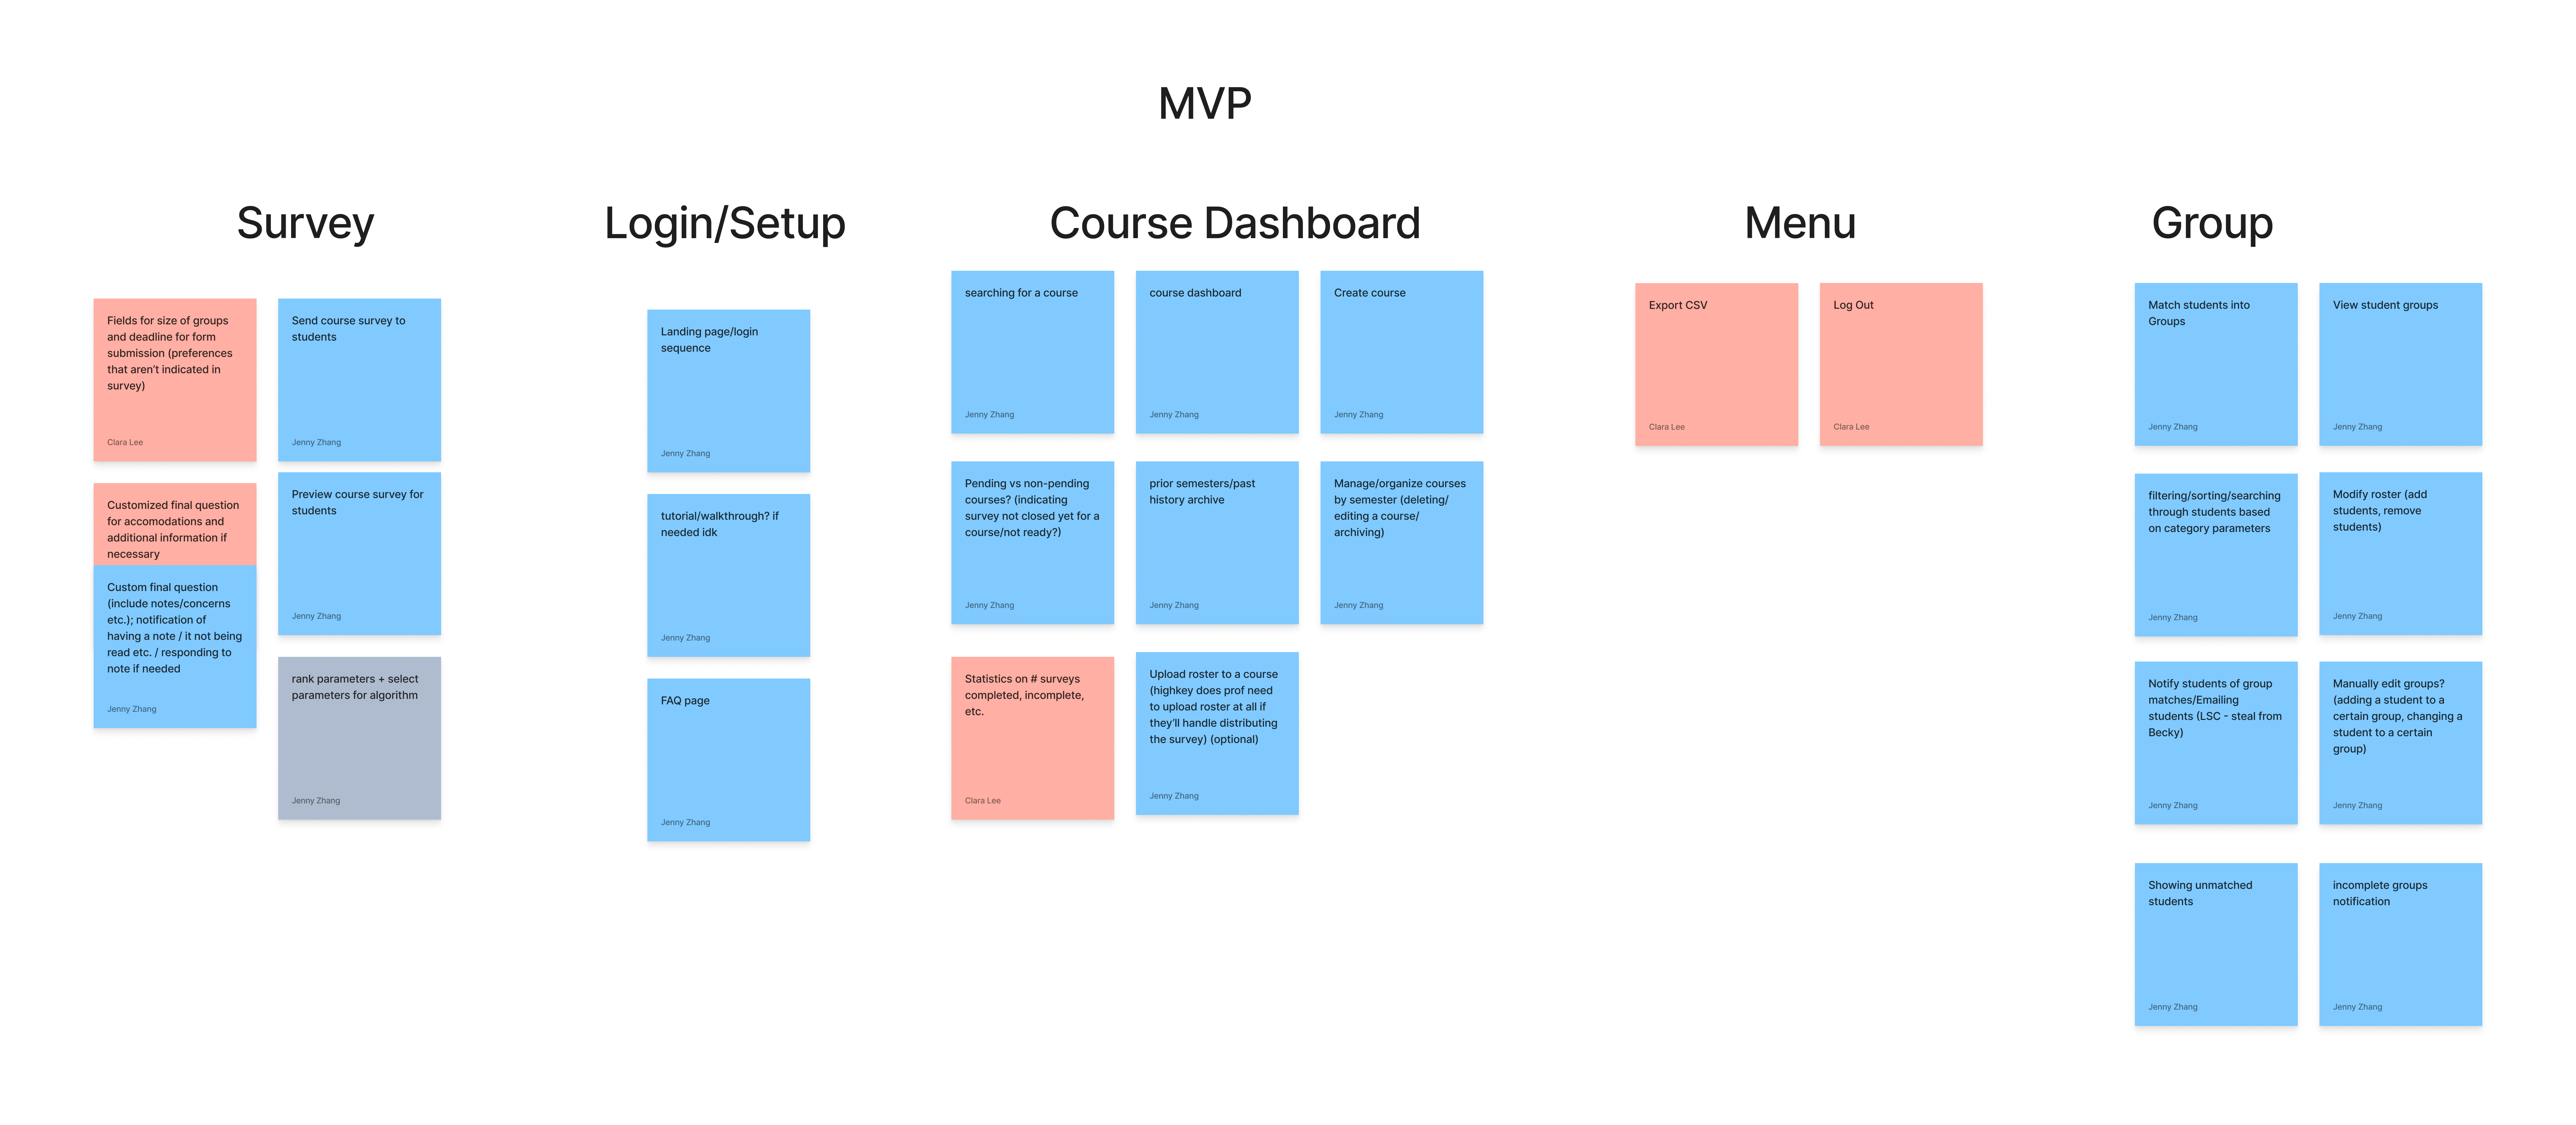 MVP
Survey
Fields for size of groups
and deadline for form
submission (preferences
that aren't indicated in
survey)
Clara Lee
Send course survey to
students
Jenny Zhang
Customized final question
for accomodations and
additional information if
necessary
Custom final question
(include notes/concerns
etc.); notification of
having a note / it not being
read etc. / responding to
note if needed
Jenny Zhang
Preview course survey for
students
Jenny Zhang
rank parameters + select
parameters for algorithm
Jenny Zhang
Login/Setup
Landing page/login
sequence
Jenny Zhang
tutorial/walkthrough? if
needed idk
Jenny Zhang
FAQ page
Jenny Zhang
Course Dashboard
searching for a course
Jenny Zhang
course dashboard
Jenny Zhang
Create course
Jenny Zhang
Pending vs non-pending
courses? (indicating
survey not closed yet for a
course/not ready?)
Jenny Zhang
prior semesters/past
history archive
Jenny Zhang
Manage/organize courses
by semester (deleting/
editing a course/
archiving)
Jenny Zhang
Statistics on # surveys
completed, incomplete,
etc.
Clara Lee
Upload roster to a course
(highkey does prof need
to upload roster at all if
they'll handle distributing
the survey) (optional)
Jenny Zhang
Menu
Export CSV
Clara Lee
Log Out
Clara Lee
Group
Match students into
Groups
Jenny Zhang
View student groups
Jenny Zhang
filtering/sorting/searching
through students based
on category parameters
Jenny Zhang
Modify roster (add
students, remove
students)
Jenny Zhang
Notify students of group
matches/Emailing
students (LSC - steal from
Becky)
Jenny Zhang
Manually edit groups?
(adding a student to a
certain group, changing a
student to a certain
group)
Jenny Zhang
Showing unmatched
students
Jenny Zhang
incomplete groups
notification
Jenny Zhang